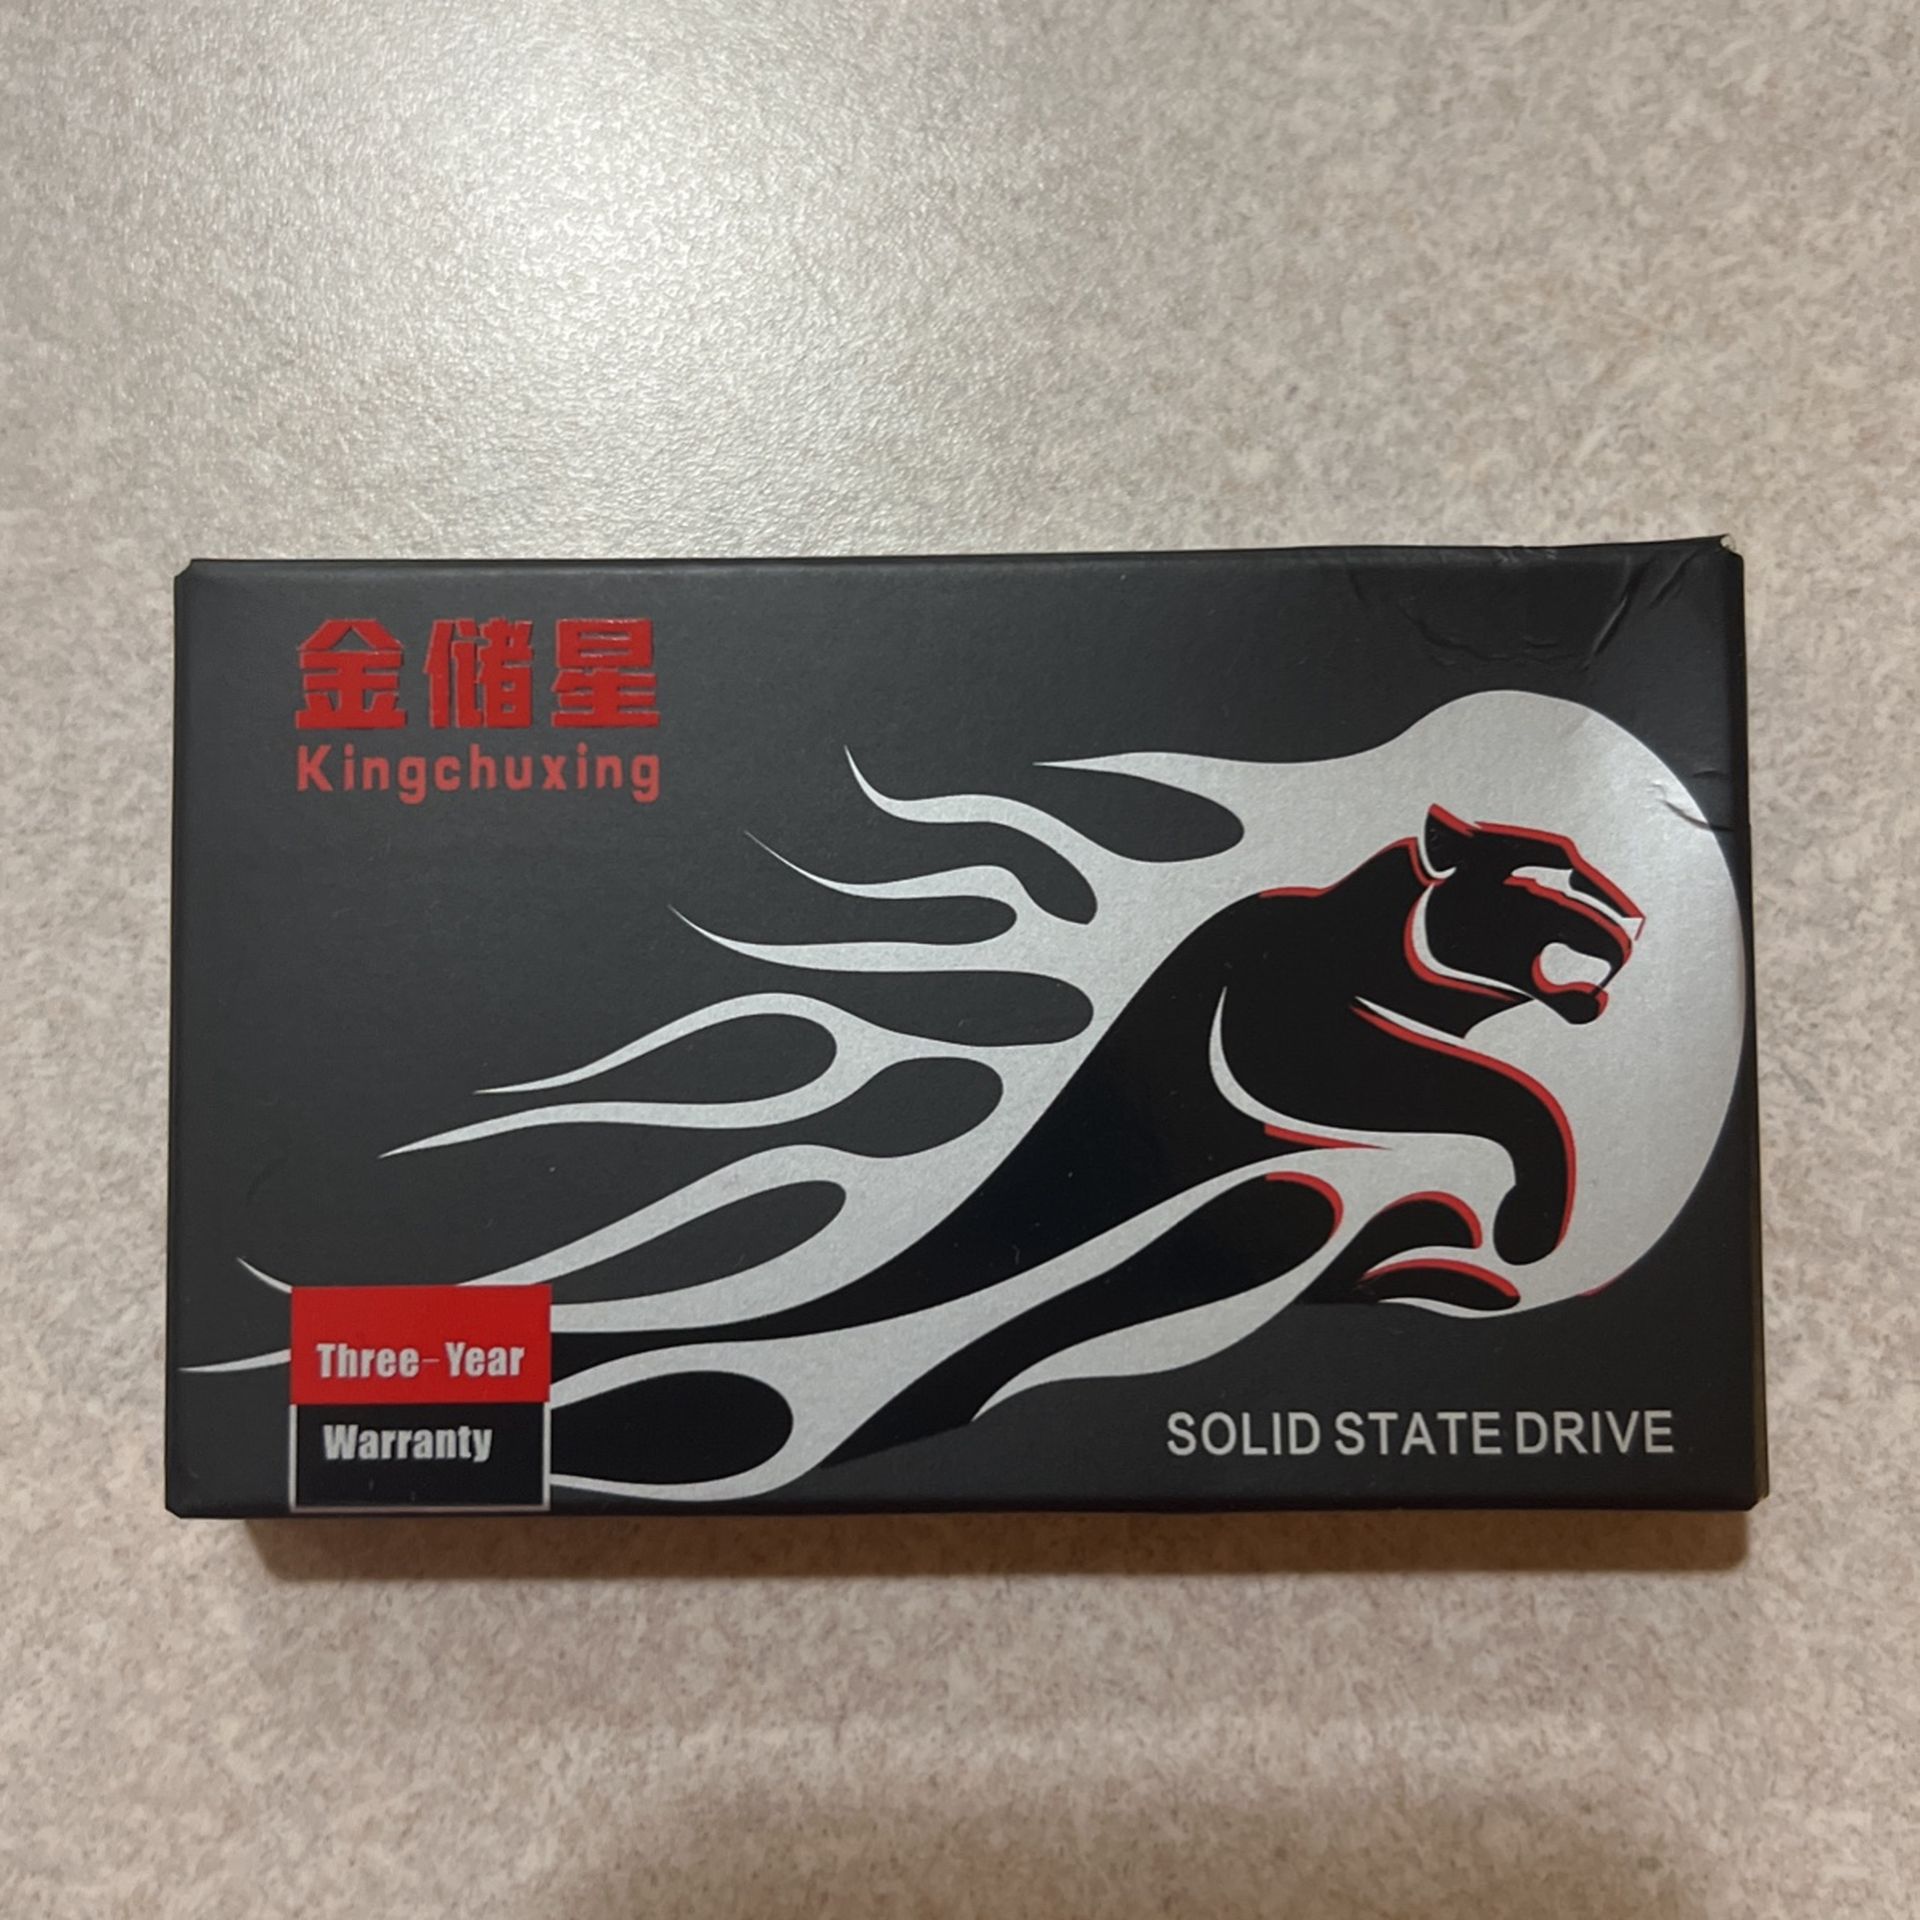 金储星
Kingchuxing
Three-Year
Warranty
SOLID STATE DRIVE